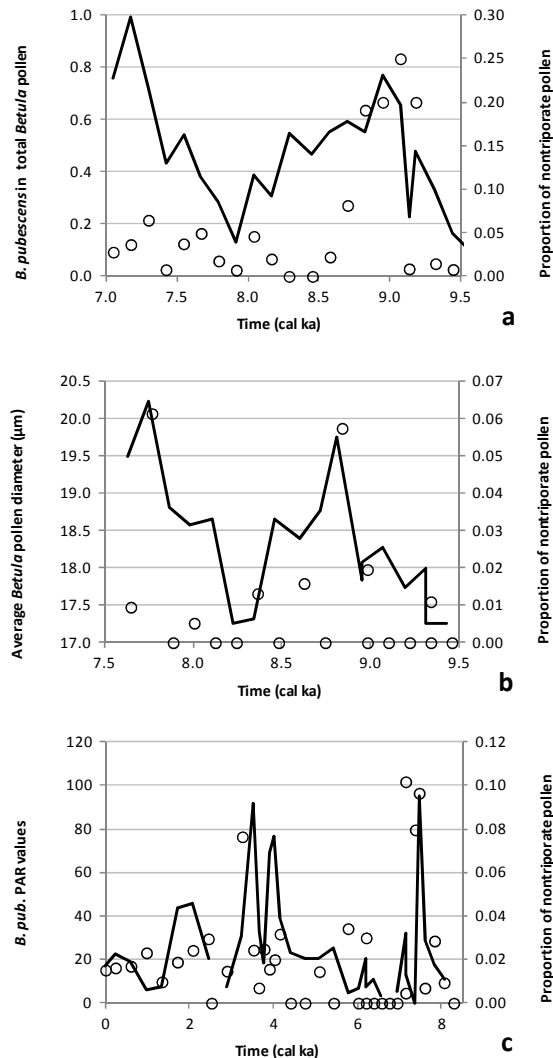 1.0
0.8
0.6
0.4
0.2
0.0
B. pubescens in total Betula pollen
0.30
0.25
0.20
0.15
0.10
0.05
0.00
Proportion of nontriporate pollen
7.0 7.5 8.0 8.5 9.0 9.5
Time (cal ka)
a
20.5
20.0
19.5
19.0
18.5
18.0
17.5
17.0
Average Betula pollen diameter (µm)
0.07
0.06
0.05
0.04
0.03
0.02
0.01
0.00
Proportion of nontriporate pollen
7.5 8.0 8.5 9.0 9.5
Time (cal ka)
b
120
100
80
60
40
20
0
B. pub. PAR values
0.12
0.10
0.08
0.06
0.04
0.02
0.00
Proportion of nontriporate pollen
0 2 4 6 8
Time (cal ka)
c